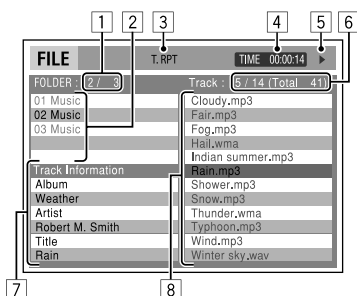 1 2 3 4 5 6
FILE T. RPT TIME 00:00:14
FOLDER : 2 / 3 Track : 5 / 14 (Total 41)
01 Music
02 Music
03 Music
Track Information
Album
Weather
Artist
Robert M. Smith
Title
Rain
Cloudy.mp3
Fair.mp3
Fog.mp3
Hail.wma
Indian summer.mp3
Rain.mp3
Shower.mp3
Snow.mp3
Thunder.wma
Typhoon.mp3
Wind.mp3
Winter sky.wav
7 8